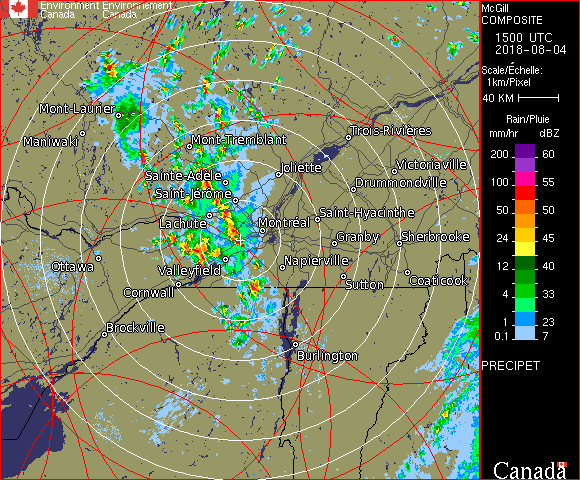 Environment Environnement
Canada Canada
McGill
COMPOSITE
1500 UTC
2018-08-04
Scale/Échelle:
1km/Pixel
40 KM
Rain/Pluie
mm/hr dBZ
200 60
100 55
50 50
24 45
12 40
4 33
1 23
0.1 7
PRECIPET
Canada
Mont-Laurier
Maniwaki
Mont-Tremblant
Trois-Rivières
Joliette
Victoriaville
Sainte-Adèle
Drummondville
Saint-Jérôme
Lachute
Saint-Hyacinthe
Montréal
Granby
Sherbrooke
Ottawa
Valleyfield
Napierville
Cornwall
Sutton
Coaticook
Brockville
Burlington